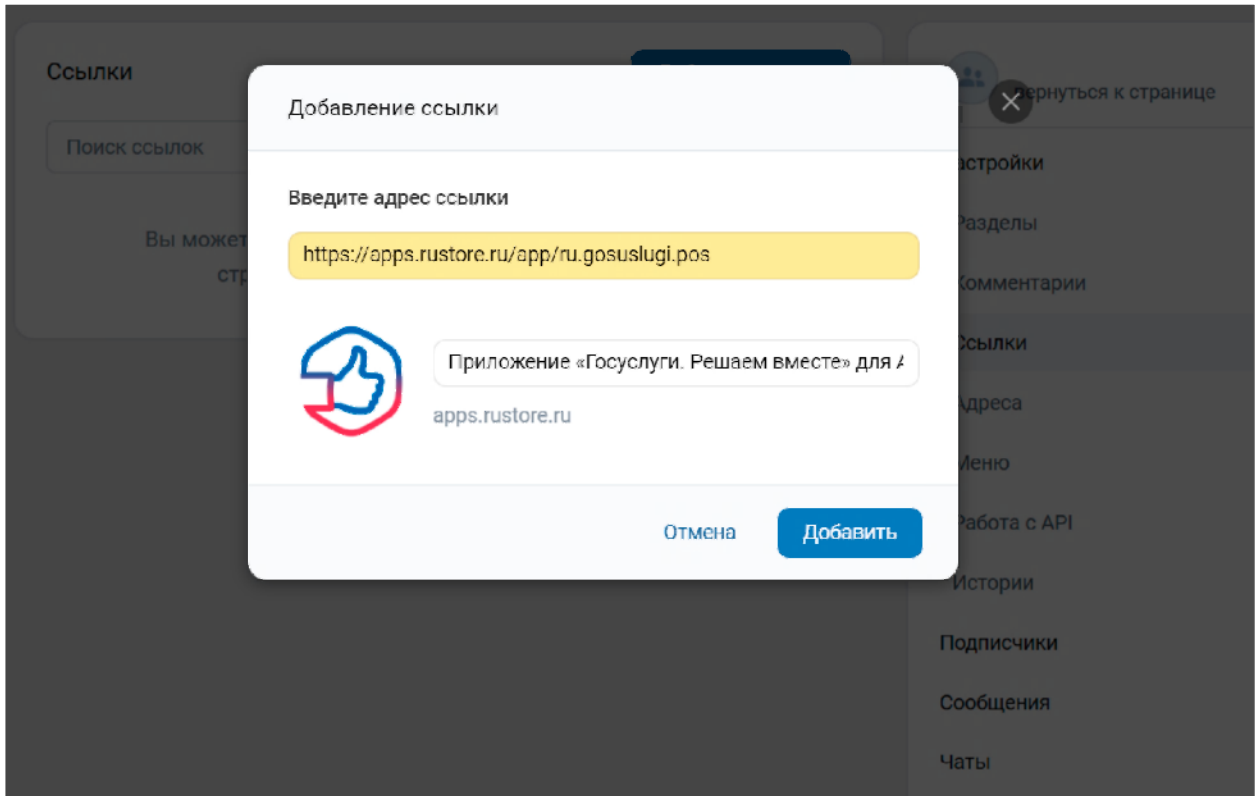 Ссылки
Поиск ссылок
Вы может
стр
Добавление ссылки
Введите адрес ссылки
https://apps.rustore.ru/app/ru.gosuslugi.pos
Приложение «Госуслуги. Решаем вместе» для
apps.rustore.ru
Отмена
Добавить
вернуться к странице
астройки
Разделы
Комментарии
Ссылки
Адреса
Меню
Работа с API
Истории
Подписчики
Сообщения
Чаты